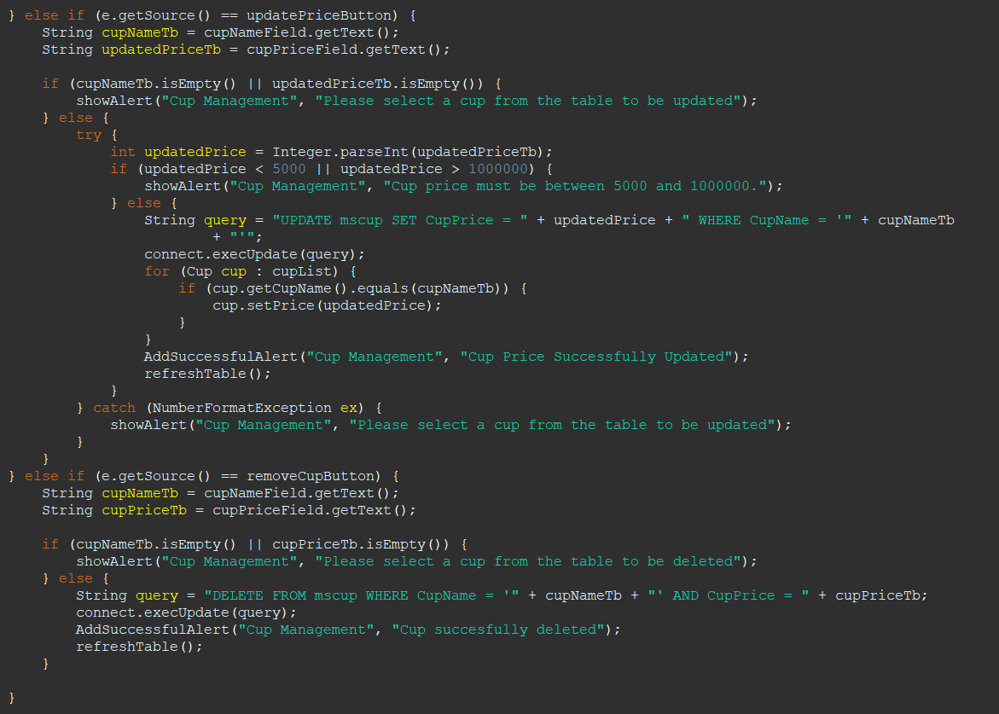 } else if (e.getSource() == updatePriceButton) {
    String cupNameTb = cupNameField.getText();
    String updatedPriceTb = cupPriceField.getText();

    if (cupNameTb.isEmpty() || updatedPriceTb.isEmpty()) {
        showAlert("Cup Management", "Please select a cup from the table to be updated");
    } else {
        try {
            int updatedPrice = Integer.parseInt(updatedPriceTb);
            if (updatedPrice < 5000 || updatedPrice > 1000000) {
                showAlert("Cup Management", "Cup price must be between 5000 and 1000000.");
            } else {
                String query = "UPDATE mscup SET CupPrice = " + updatedPrice + " WHERE CupName = '" + cupNameTb
                        + "'";
                connect.execUpdate(query);
                for (Cup cup : cupList) {
                    if (cup.getCupName().equals(cupNameTb)) {
                        cup.setPrice(updatedPrice);
                    }
                }
                AddSuccessfulAlert("Cup Management", "Cup Price Successfully Updated");
                refreshTable();
            }
        } catch (NumberFormatException ex) {
            showAlert("Cup Management", "Please select a cup from the table to be updated");
        }
    }
} else if (e.getSource() == removeCupButton) {
    String cupNameTb = cupNameField.getText();
    String cupPriceTb = cupPriceField.getText();

    if (cupNameTb.isEmpty() || cupPriceTb.isEmpty()) {
        showAlert("Cup Management", "Please select a cup from the table to be deleted");
    } else {
        String query = "DELETE FROM mscup WHERE CupName = '" + cupNameTb + "' AND CupPrice = " + cupPriceTb;
        connect.execUpdate(query);
        AddSuccessfulAlert("Cup Management", "Cup succesfully deleted");
        refreshTable();
    }

}